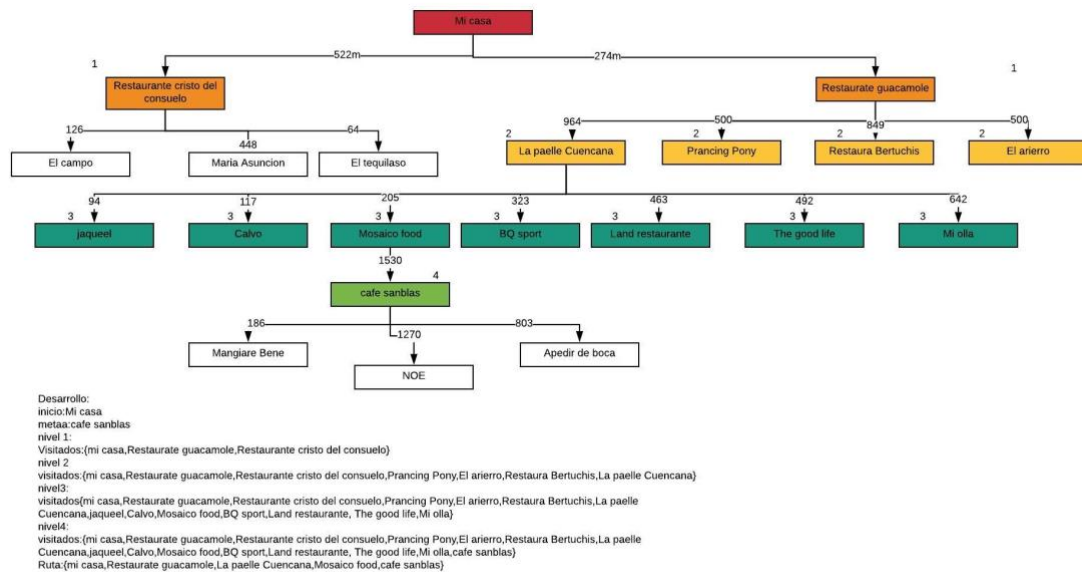 Mi casa
522m
274m
1
1
Restaurante cristo del
consuelo
Restaurate guacamole
126
448
64
964
500
849
500
2
2
2
2
El campo
Maria Asuncion
El tequilaso
La paelle Cuencana
Prancing Pony
Restaura Bertuchis
El arierro
94
117
205
323
463
492
642
3
3
3
3
3
3
3
jaqueel
Calvo
Mosaico food
BQ sport
Land restaurante
The good life
Mi olla
1530
4
cafe sanblas
186
1270
803
Mangiare Bene
NOE
Apedir de boca
Desarrollo:
inicio:Mi casa
metaa:cafe sanblas
nivel 1:
Visitados:{mi casa,Restaurate guacamole,Restaurante cristo del consuelo}
nivel 2
visitados:{mi casa,Restaurate guacamole,Restaurante cristo del consuelo,Prancing Pony,El arierro,Restaura Bertuchis,La paelle Cuencana}
nivel3:
visitados{mi casa,Restaurate guacamole,Restaurante cristo del consuelo,Prancing Pony,El arierro,Restaura Bertuchis,La paelle
Cuencana,jaqueel,Calvo,Mosaico food,BQ sport,Land restaurante, The good life,Mi olla}
nivel4:
visitados:{mi casa,Restaurate guacamole,Restaurante cristo del consuelo,Prancing Pony,El arierro,Restaura Bertuchis,La paelle
Cuencana,jaqueel,Calvo,Mosaico food,BQ sport,Land restaurante, The good life,Mi olla,cafe sanblas}
Ruta:{mi casa,Restaurate guacamole,La paelle Cuencana,Mosaico food,cafe sanblas}